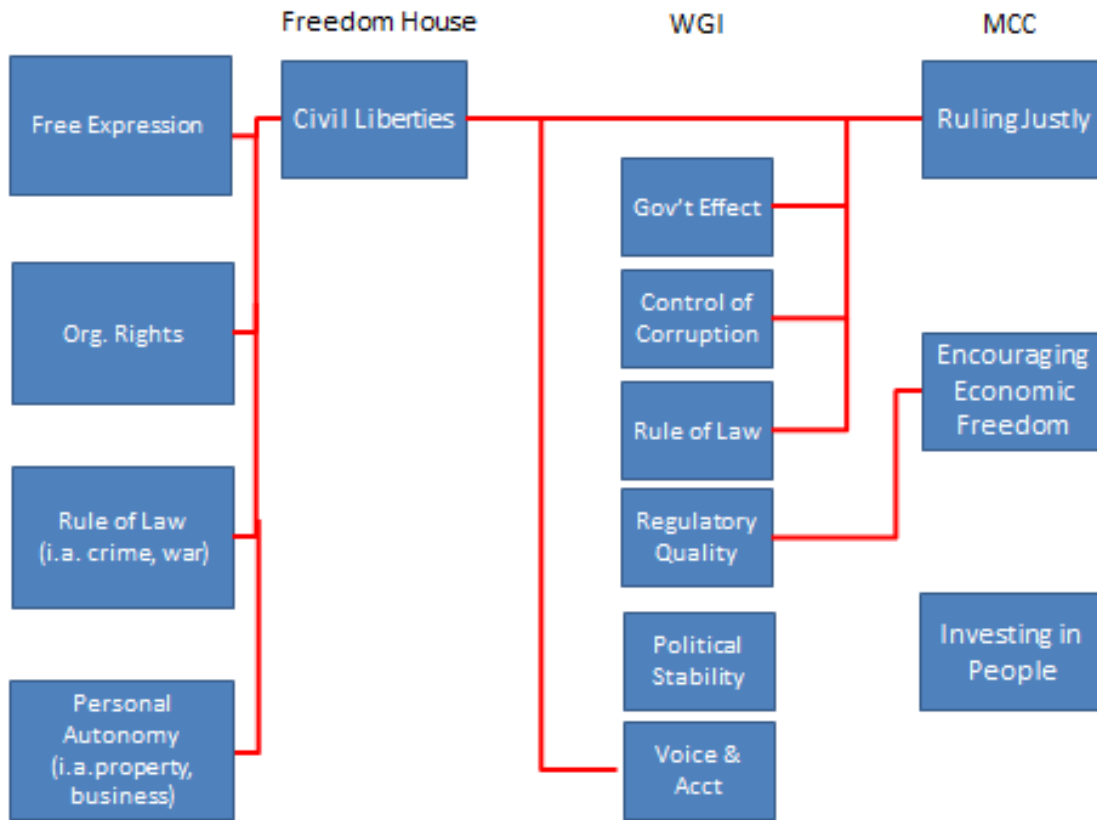 Freedom House
WGI
MCC
Free Expression
Org. Rights
Rule of Law
(i.a. crime, war)
Personal
Autonomy
(i.a.property,
business)
Civil Liberties
Gov't Effect
Control of
Corruption
Rule of Law
Regulatory
Quality
Political
Stability
Voice &
Acct
Ruling Justly
Encouraging
Economic
Freedom
Investing in
People